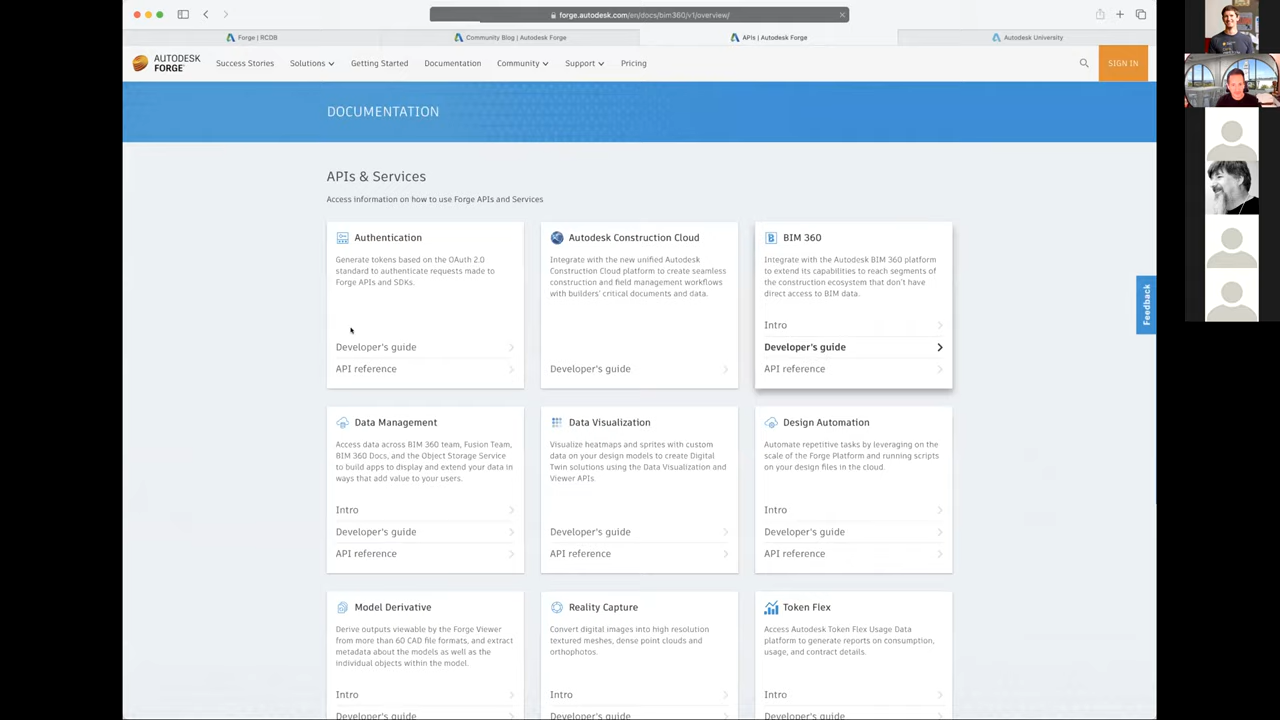 forge.autodesk.com/en/docs/bim360/v1/overview/
Forge | RCDB
Community Blog | Autodesk Forge
APIs | Autodesk Forge
Autodesk University
AUTODESK
FORGE
Success Stories
Solutions
Getting Started
Documentation
Community
Support
Pricing
SIGN IN
DOCUMENTATION
APIs & Services
Access information on how to use Forge APIs and Services
Authentication
Generate tokens based on the OAuth 2.0
standard to authenticate requests made to
Forge APIs and SDKs.
Developer's guide
API reference
Autodesk Construction Cloud
Integrate with the new unified Autodesk
Construction Cloud platform to create seamless
construction and field management workflows
with builders' critical documents and data.
Developer's guide
BIM 360
Integrate with the Autodesk BIM 360 platform
to extend its capabilities to reach segments of
the construction ecosystem that don't have
direct access to BIM data.
Intro
Developer's guide
API reference
Feedback
Data Management
Access data across BIM 360 team, Fusion Team,
BIM 360 Docs, and the Object Storage Service
to build apps to display and extend your data in
ways that add value to your users.
Intro
Developer's guide
API reference
Data Visualization
Visualize heatmaps and sprites with custom
data on your design models to create Digital
Twin solutions using the Data Visualization and
Viewer APIs.
Developer's guide
API reference
Design Automation
Automate repetitive tasks by leveraging on the
scale of the Forge Platform and running scripts
on your design files in the cloud.
Intro
Developer's guide
API reference
Model Derivative
Derive outputs viewable by the Forge Viewer
from more than 60 CAD file formats, and extract
metadata about the models as well as the
individual objects within the model.
Intro
Developer's guide
Reality Capture
Convert digital images into high resolution
textured meshes, dense point clouds and
orthophotos.
Intro
Developer's guide
Token Flex
Access Autodesk Token Flex Usage Data
platform to generate reports on consumption,
usage, and contract details.
Intro
Developer's guide